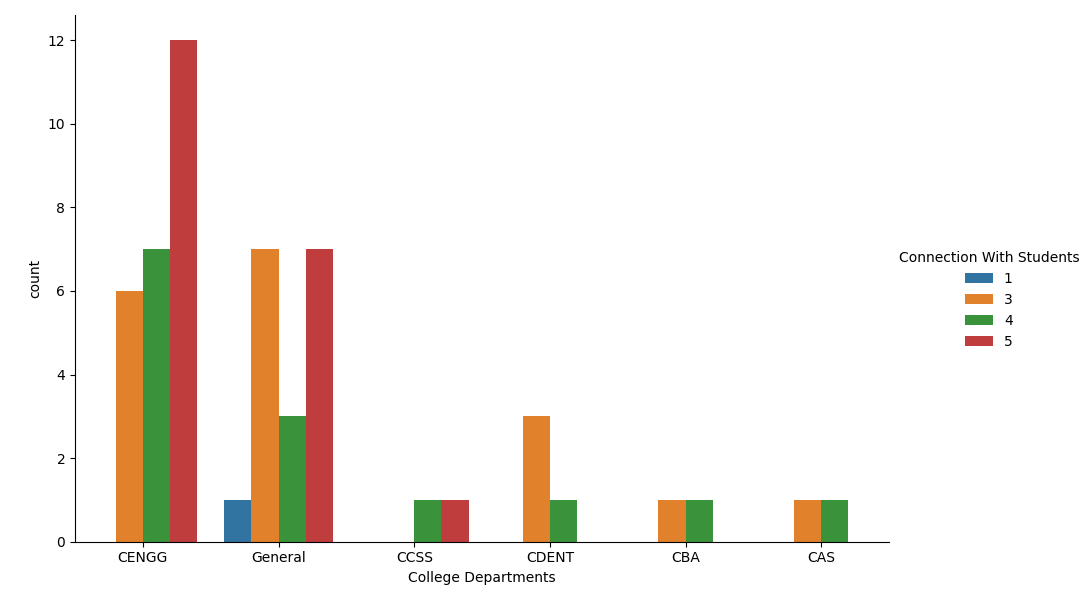 12
10
8
6
4
2
0
count
CENGG
General
CCSS
CDENT
CBA
CAS
College Departments
Connection With Students
1
3
4
5